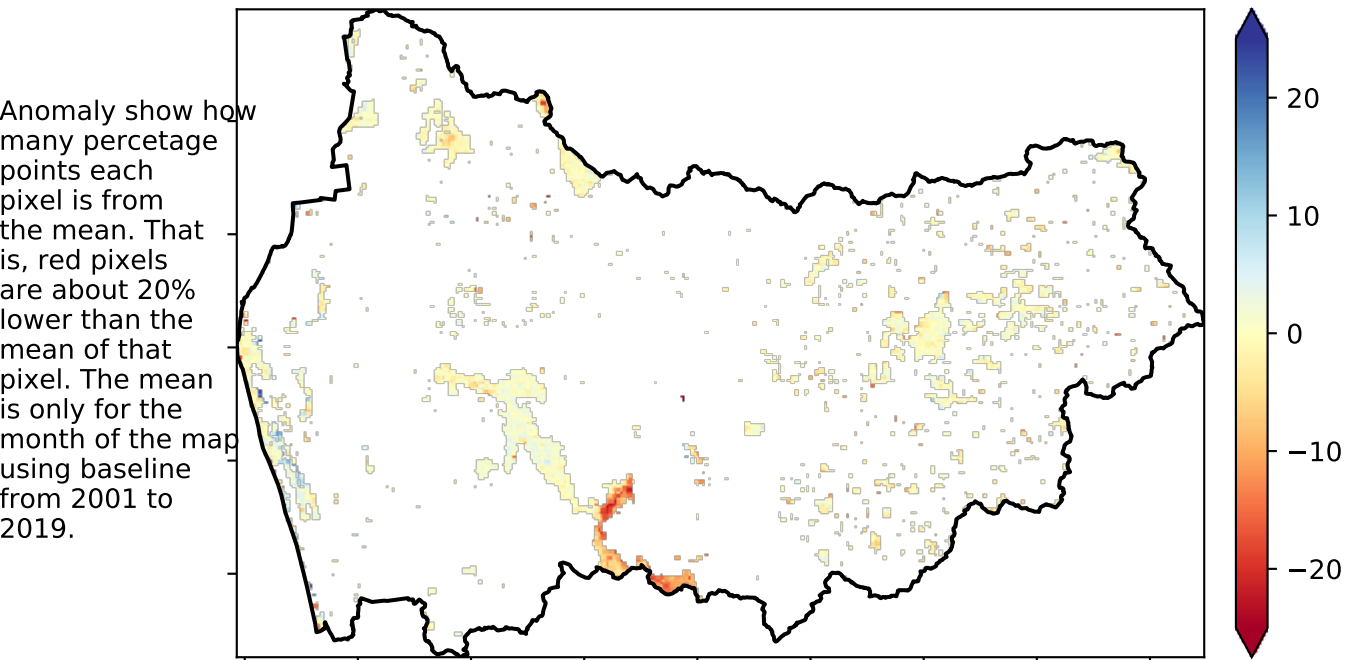 Anomaly show how
many percetage
points each
pixel is from
the mean. That
is, red pixels
are about 20%
lower than the
mean of that
pixel. The mean
is only for the
month of the map
using baseline
from 2001 to
2019.
20
10
0
−10
−20